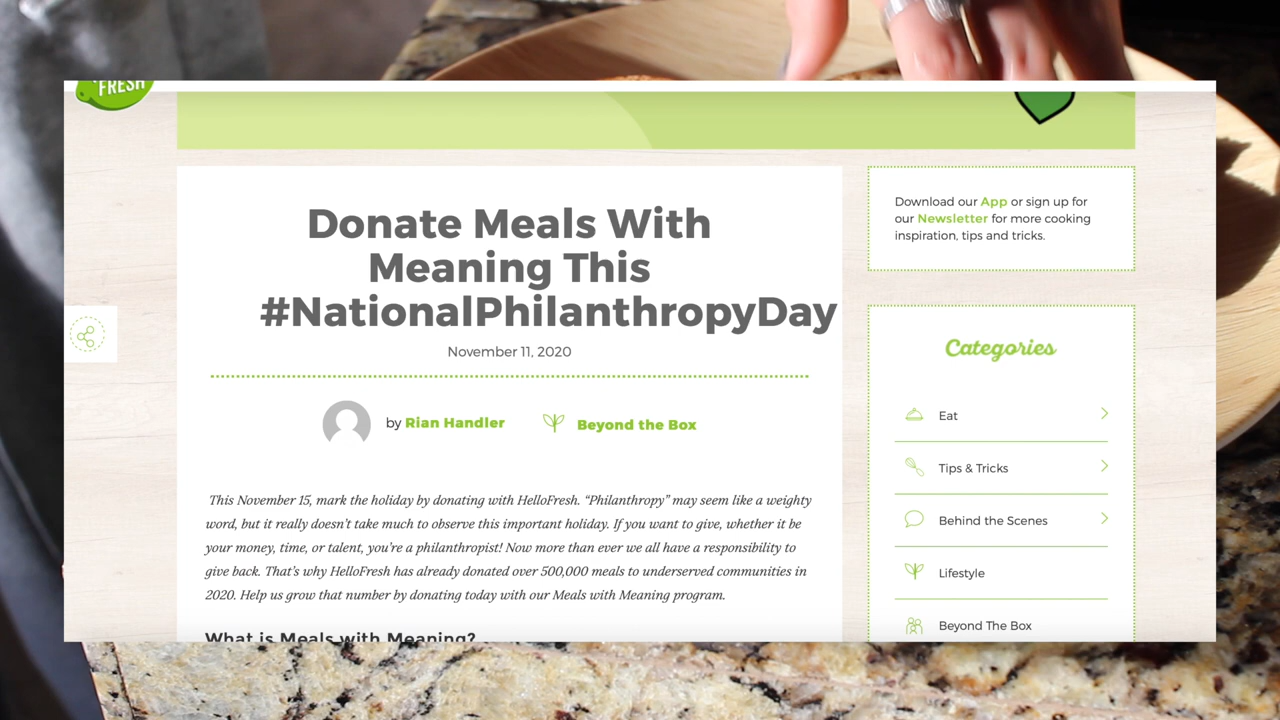 FRESH
Donate Meals With
Meaning This
#NationalPhilanthropyDay
November 11, 2020
by Rian Handler
Beyond the Box
This November 15, mark the holiday by donating with HelloFresh. “Philanthropy” may seem like a weighty
word, but it really doesn’t take much to observe this important holiday. If you want to give, whether it be
your money, time, or talent, you’re a philanthropist! Now more than ever we all have a responsibility to
give back. That’s why HelloFresh has already donated over 500,000 meals to underserved communities in
2020. Help us grow that number by donating today with our Meals with Meaning program.
What is Meals with Meaning?
Download our App or sign up for
our Newsletter for more cooking
inspiration, tips and tricks.
Categories
Eat
Tips & Tricks
Behind the Scenes
Lifestyle
Beyond The Box